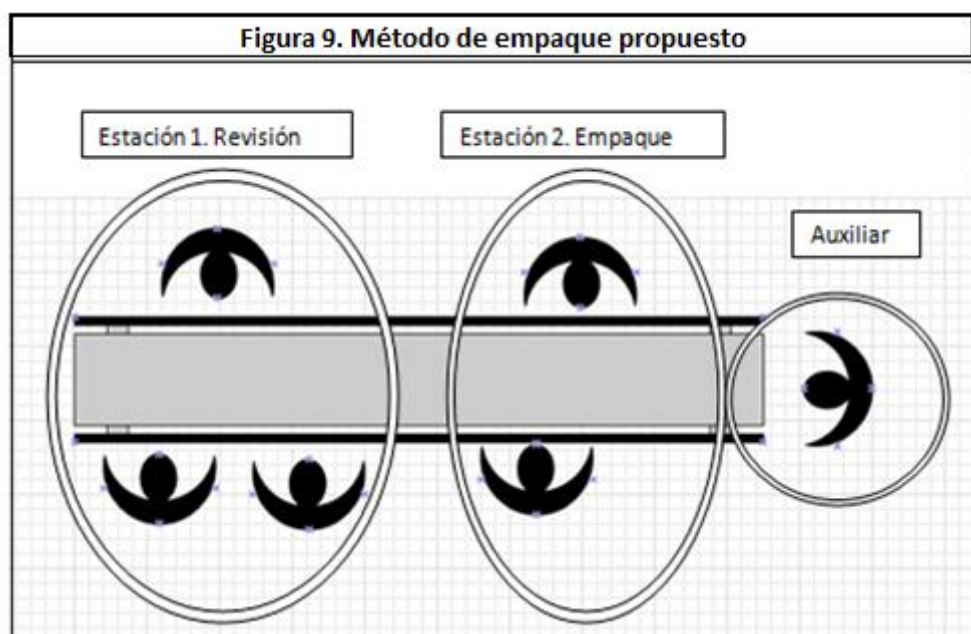 Figura 9. Método de empaque propuesto
Estación 1. Revisión
Estación 2. Empaque
Auxiliar